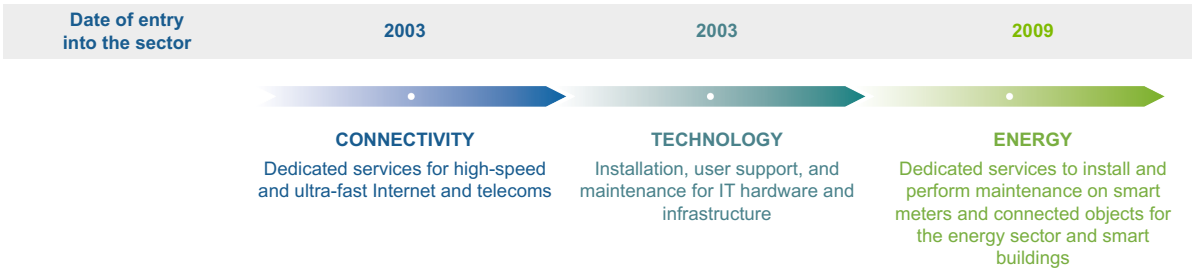 Date of entry
into the sector
2003
2003
2009
CONNECTIVITY
Dedicated services for high-speed
and ultra-fast Internet and telecoms
TECHNOLOGY
Installation, user support, and
maintenance for IT hardware and
infrastructure
ENERGY
Dedicated services to install and
perform maintenance on smart
meters and connected objects for
the energy sector and smart
buildings